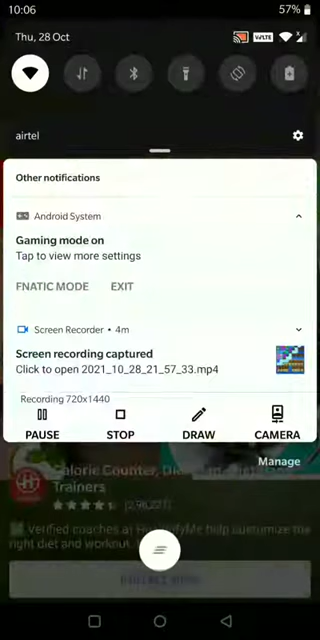 10:06
57%
Thu, 28 Oct
VoLTE
airtel
Other notifications
Android System
Gaming mode on
Tap to view more settings
FNATIC MODE EXIT
Screen Recorder • 4m
Screen recording captured
Click to open 2021_10_28_21_57_33.mp4
Recording 720x1440
PAUSE STOP DRAW CAMERA
Manage
Calorie Counter,
Trainers
Verified coaches at HealthifyMe help customize the
right diet and workout